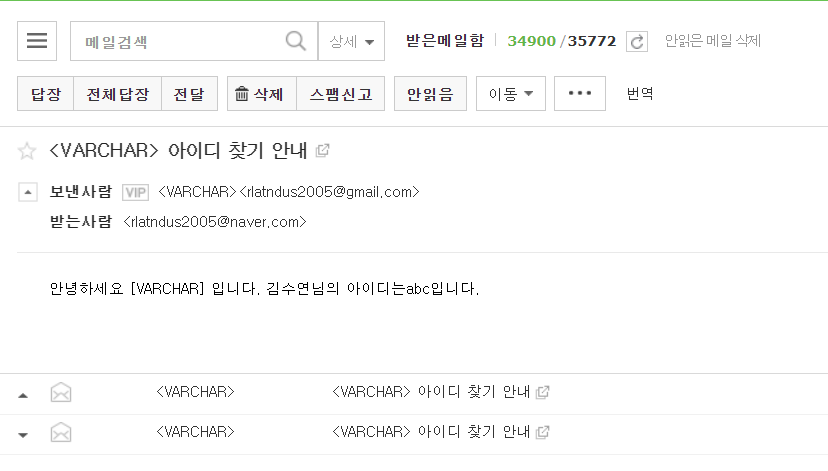 메일검색 상세 받은메일함 34900 / 35772 안읽은 메일 삭제
답장 전체답장 전달 삭제 스팸신고 안읽음 이동 ••• 번역
<VARCHAR> 아이디 찾기 안내
보낸사람 VIP <VARCHAR><rlatndus2005@gmail.com>
받는사람 <rlatndus2005@naver.com>
안녕하세요 [VARCHAR] 입니다. 김수연님의 아이디는abc입니다.
<VARCHAR> <VARCHAR> 아이디 찾기 안내
<VARCHAR> <VARCHAR> 아이디 찾기 안내